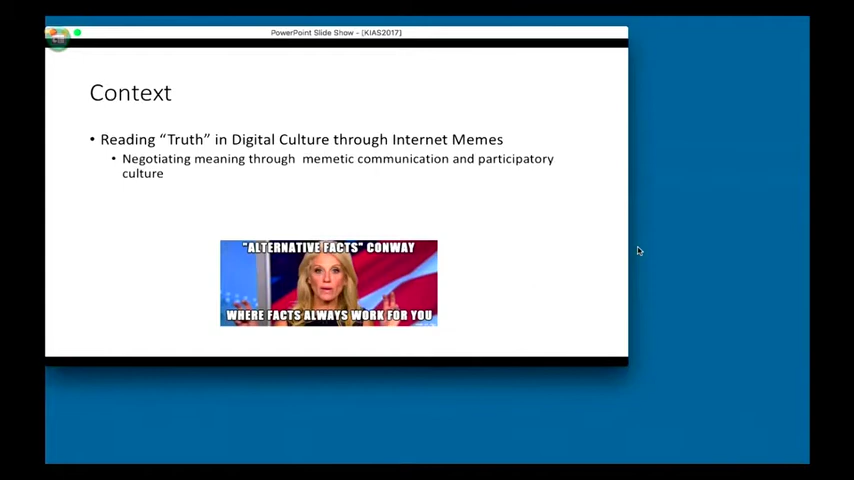 PowerPoint Slide Show - [KIAS2017]
Context
• Reading “Truth” in Digital Culture through Internet Memes
• Negotiating meaning through memetic communication and participatory
culture
"ALTERNATIVE FACTS" CONWAY
WHERE FACTS ALWAYS WORK FOR YOU